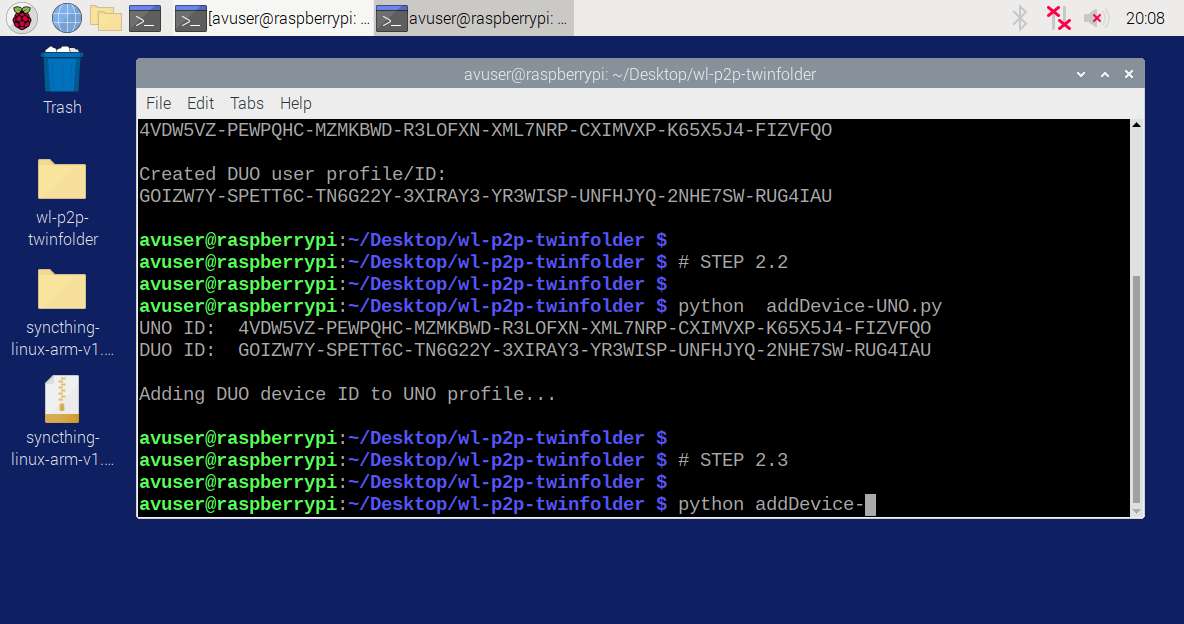 [avuser@raspberrypi: ...
avuser@raspberrypi: ...
20:08
Trash
wl-p2p-
twinfolder
syncthing-
linux-arm-v1....
syncthing-
linux-arm-v1....
avuser@raspberrypi: ~/Desktop/wl-p2p-twinfolder
File Edit Tabs Help
4VDW5VZ-PEWPQHC-MZMKBWD-R3LOFXN-XML7NRP-CXIMVXP-K65X5J4-FIZVFQO
Created DUO user profile/ID:
GOIZW7Y-SPETT6C-TN6G22Y-3XIRAY3-YR3WISP-UNFHJYQ-2NHE7SW-RUG4IAU
avuser@raspberrypi:~/Desktop/wl-p2p-twinfolder $
avuser@raspberrypi:~/Desktop/wl-p2p-twinfolder $ # STEP 2.2
avuser@raspberrypi:~/Desktop/wl-p2p-twinfolder $
avuser@raspberrypi:~/Desktop/wl-p2p-twinfolder $ python  addDevice-UNO.py
UNO ID:  4VDW5VZ-PEWPQHC-MZMKBWD-R3LOFXN-XML7NRP-CXIMVXP-K65X5J4-FIZVFQO
DUO ID:  GOIZW7Y-SPETT6C-TN6G22Y-3XIRAY3-YR3WISP-UNFHJYQ-2NHE7SW-RUG4IAU
Adding DUO device ID to UNO profile...
avuser@raspberrypi:~/Desktop/wl-p2p-twinfolder $
avuser@raspberrypi:~/Desktop/wl-p2p-twinfolder $ # STEP 2.3
avuser@raspberrypi:~/Desktop/wl-p2p-twinfolder $
avuser@raspberrypi:~/Desktop/wl-p2p-twinfolder $ python addDevice-